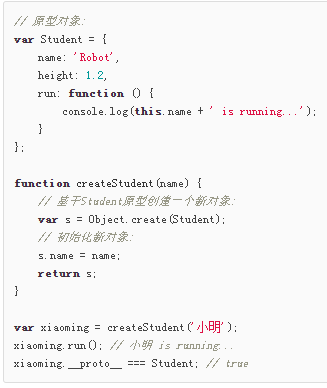 // 原型对象:
var Student = {
    name: 'Robot',
    height: 1.2,
    run: function () {
        console.log(this.name + ' is running...');
    }
};

function createStudent(name) {
    // 基于Student原型创建一个新对象:
    var s = Object.create(Student);
    // 初始化新对象:
    s.name = name;
    return s;
}

var xiaoming = createStudent('小明');
xiaoming.run(); // 小明 is running...
xiaoming.__proto__ === Student; // true